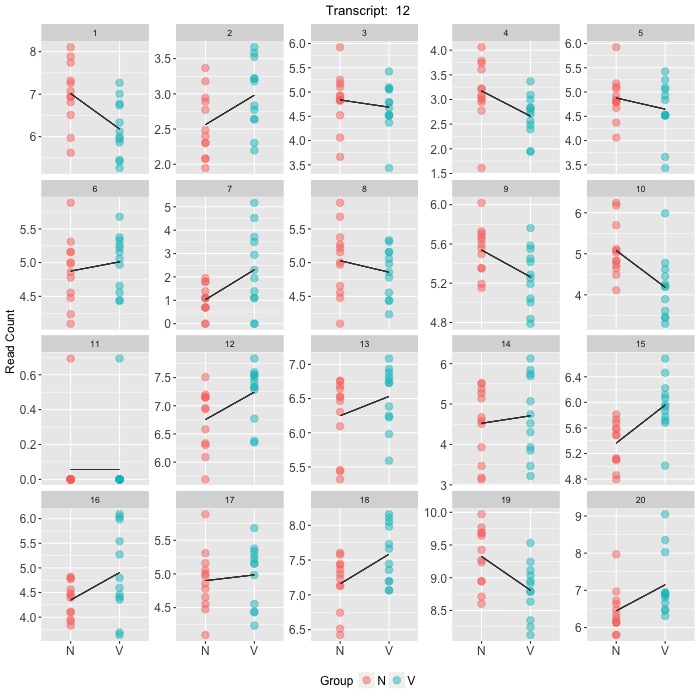 Transcript: 12
1 2 3 4 5
8 7 6
3.5 3.0 2.5 2.0
6.0 5.5 5.0 4.5 4.0 3.5
4.0 3.5 3.0 2.5 2.0 1.5
6.0 5.5 5.0 4.5 4.0 3.5
6 7 8 9 10
5.5 5.0 4.5
5 4 3 2 1 0
5.5 5.0 4.5
6.0 5.6 5.2 4.8
6 5 4
Read Count
11 12 13 14 15
0.6 0.4 0.2 0.0
7.5 7.0 6.5 6.0
7.0 6.5 6.0 5.5
6 5 4 3
6.4 6.0 5.6 5.2 4.8
16 17 18 19 20
6.0 5.5 5.0 4.5 4.0
5.5 5.0 4.5
8.0 7.5 7.0 6.5
10.0 9.5 9.0 8.5
9 8 7 6
N V N V N V N V N V
Group N V